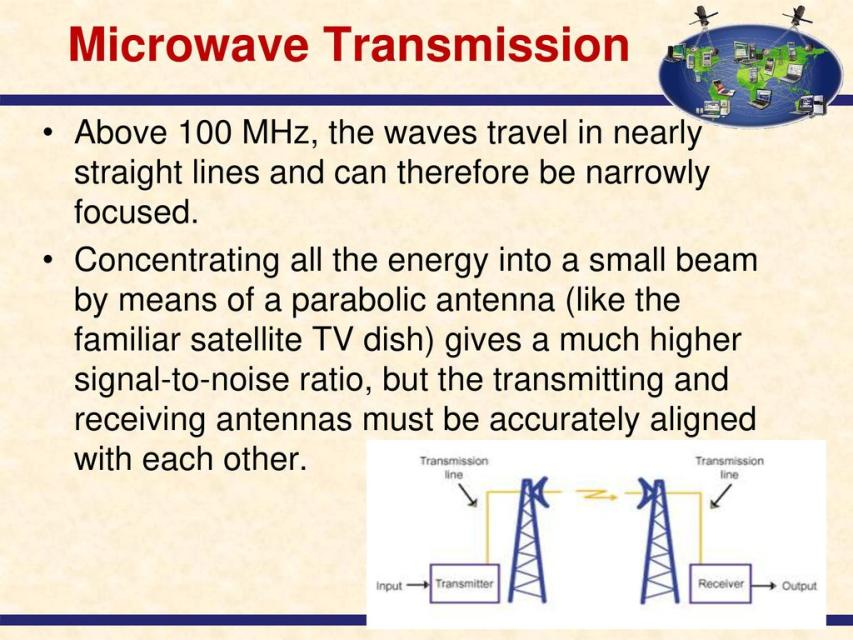 Microwave Transmission
• Above 100 MHz, the waves travel in nearly
straight lines and can therefore be narrowly
focused.
• Concentrating all the energy into a small beam
by means of a parabolic antenna (like the
familiar satellite TV dish) gives a much higher
signal-to-noise ratio, but the transmitting and
receiving antennas must be accurately aligned
with each other.
Transmission
line
Transmission
line
Input
Transmitter
Receiver
Output